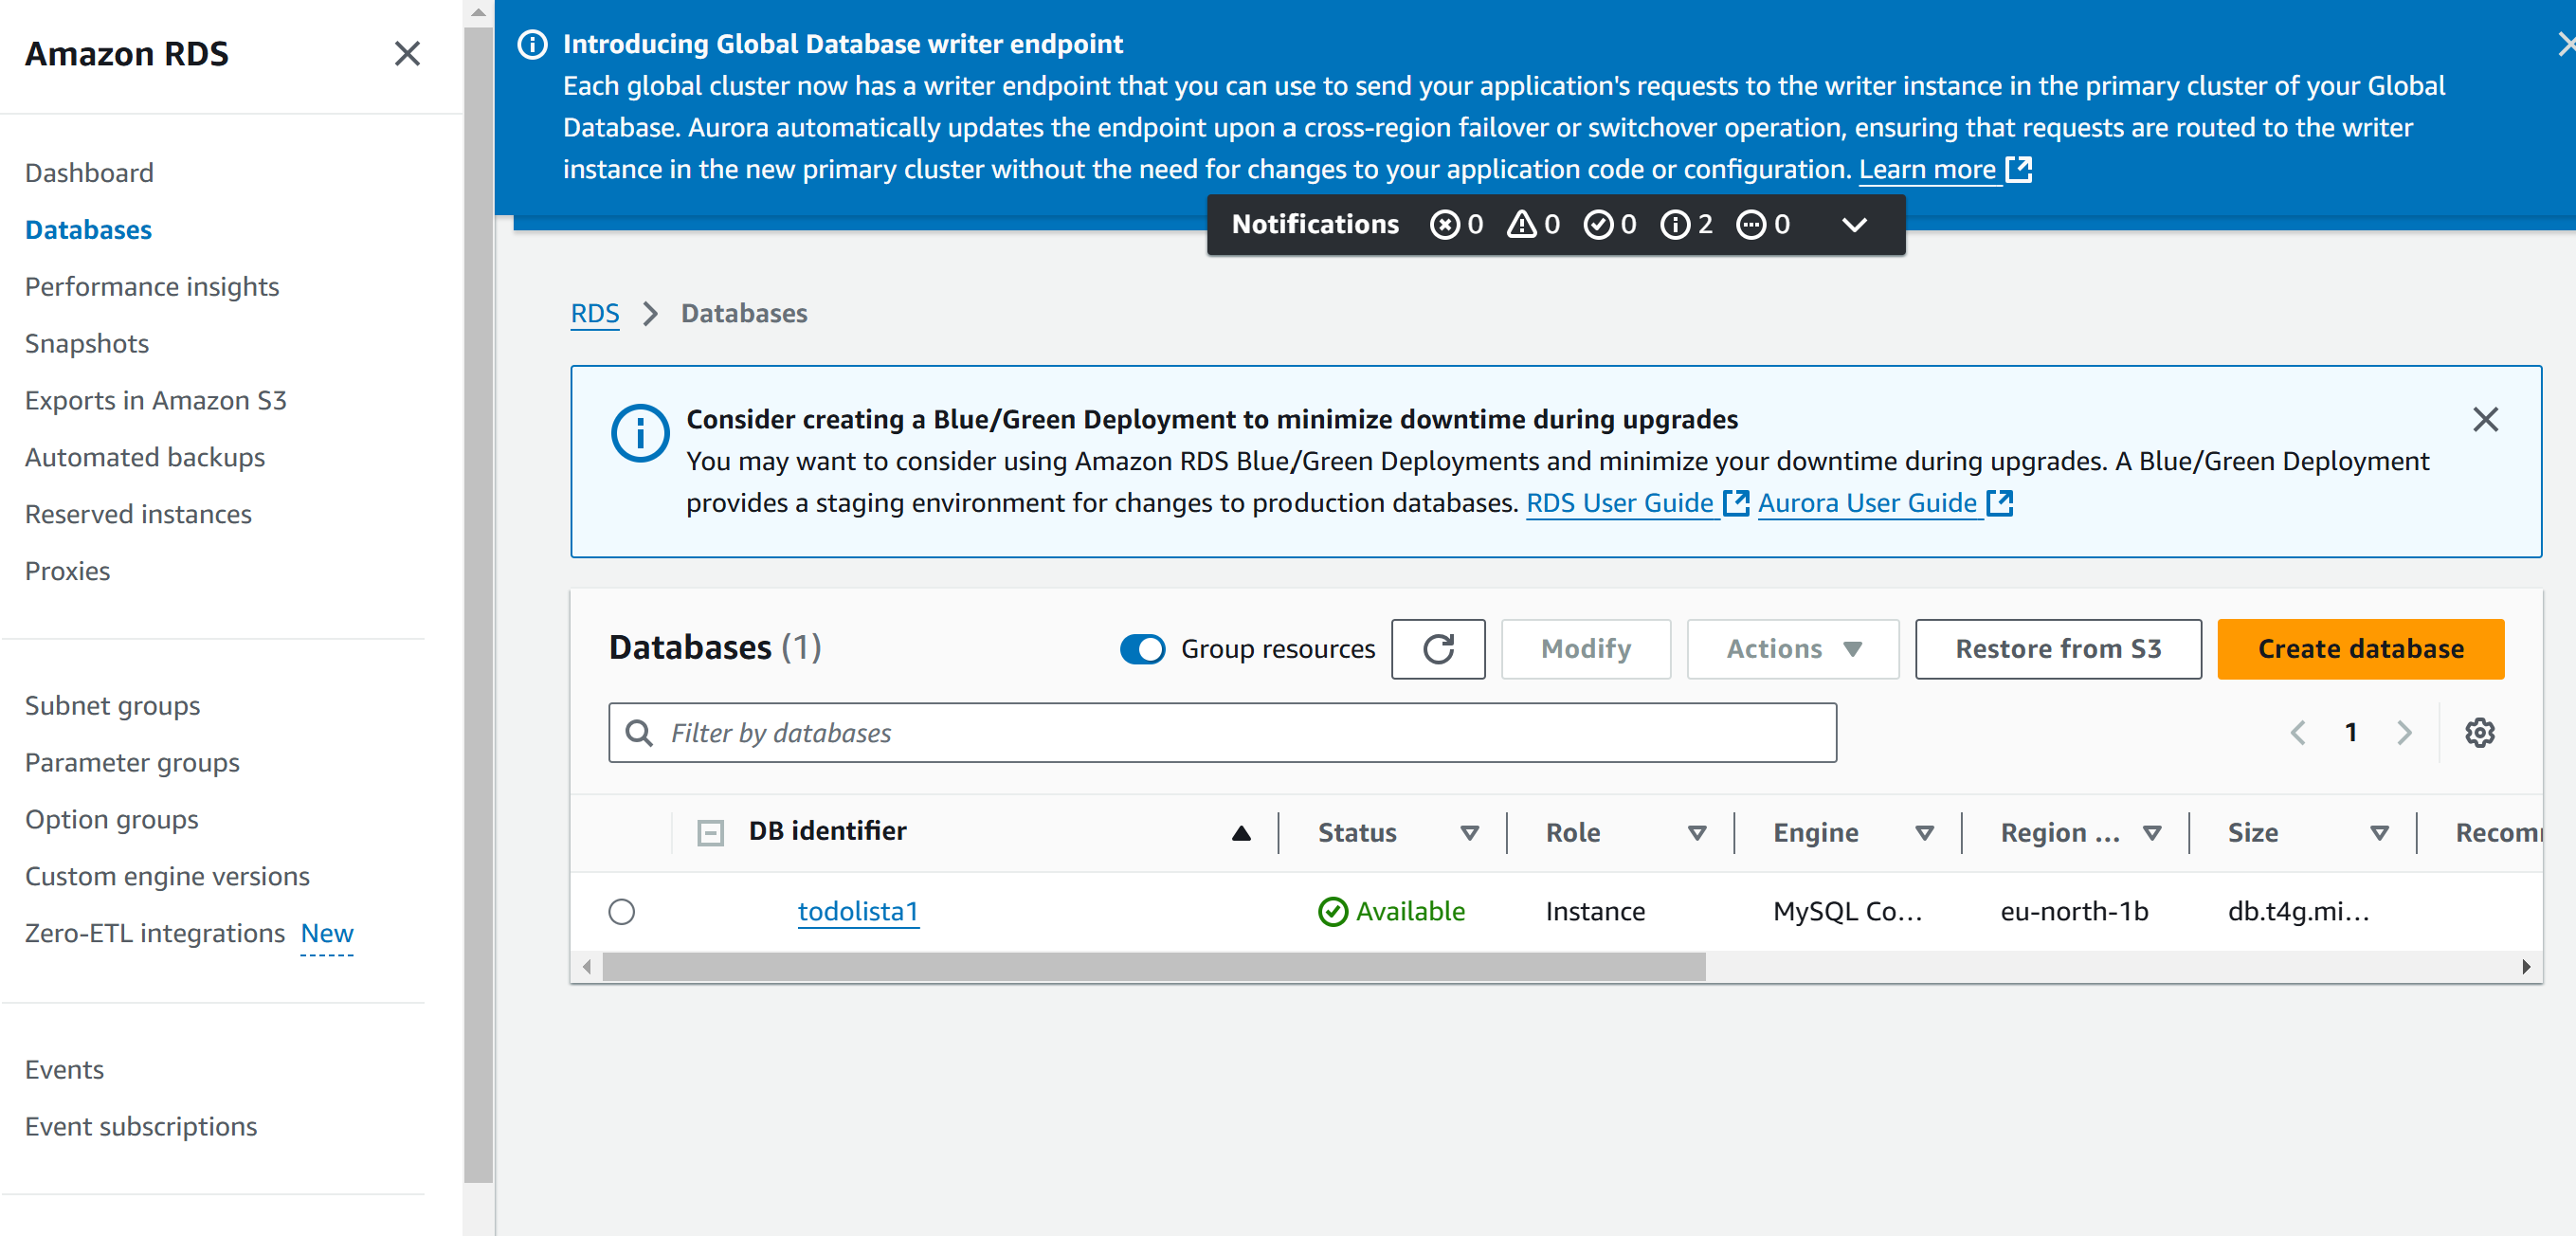 Amazon RDS
Dashboard
Databases
Performance insights
Snapshots
Exports in Amazon S3
Automated backups
Reserved instances
Proxies
Subnet groups
Parameter groups
Option groups
Custom engine versions
Zero-ETL integrations New
Events
Event subscriptions
Introducing Global Database writer endpoint
Each global cluster now has a writer endpoint that you can use to send your application's requests to the writer instance in the primary cluster of your Global
Database. Aurora automatically updates the endpoint upon a cross-region failover or switchover operation, ensuring that requests are routed to the writer
instance in the new primary cluster without the need for changes to your application code or configuration. Learn more
Notifications 0 0 0 2 0
RDS Databases
Consider creating a Blue/Green Deployment to minimize downtime during upgrades
You may want to consider using Amazon RDS Blue/Green Deployments and minimize your downtime during upgrades. A Blue/Green Deployment
provides a staging environment for changes to production databases. RDS User Guide Aurora User Guide
Databases (1) Group resources Modify Actions Restore from S3 Create database
Filter by databases 1
DB identifier Status Role Engine Region ... Size Recom
todolista1 Available Instance MySQL Co... eu-north-1b db.t4g.mi...